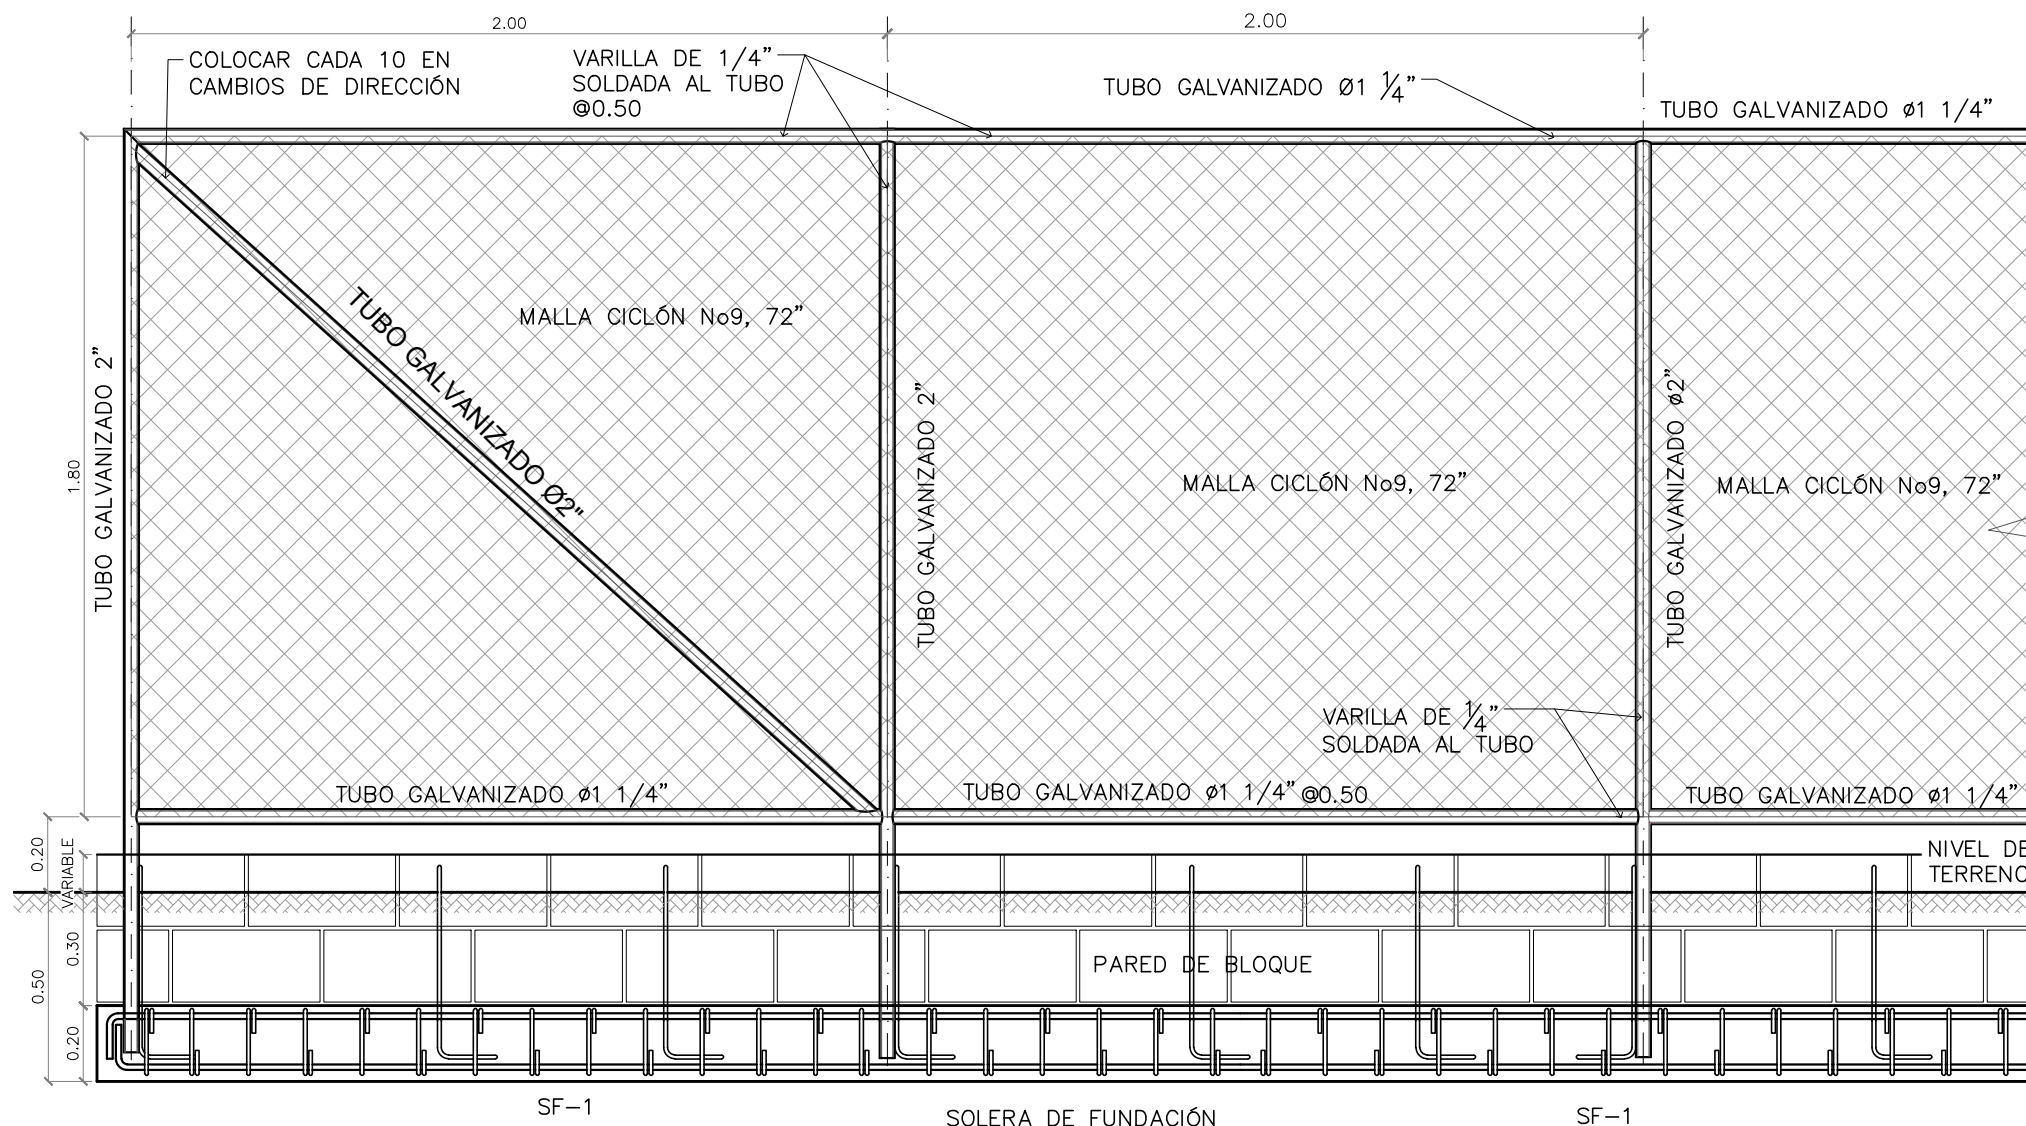 2.00
2.00
COLOCAR CADA 10 EN
CAMBIOS DE DIRECCIÓN
VARILLA DE 1/4”
SOLDADA AL TUBO
@0.50
TUBO GALVANIZADO Ø1 1/4”
TUBO GALVANIZADO ø1 1/4”
TUBO GALVANIZADO 2”
1.80
TUBO GALVANIZADO Ø2"
MALLA CICLÓN No9, 72”
TUBO GALVANIZADO 2”
MALLA CICLÓN No9, 72”
TUBO GALVANIZADO ø2”
MALLA CICLÓN No9, 72”
VARILLA DE 1/4”
SOLDADA AL TUBO
@0.50
TUBO GALVANIZADO ø1 1/4”
TUBO GALVANIZADO ø1 1/4”
TUBO GALVANIZADO ø1 1/4”
0.20
VARIABLE
NIVEL DE
TERRENO
0.30
0.50
0.20
PARED DE BLOQUE
SF-1
SOLERA DE FUNDACIÓN
SF-1